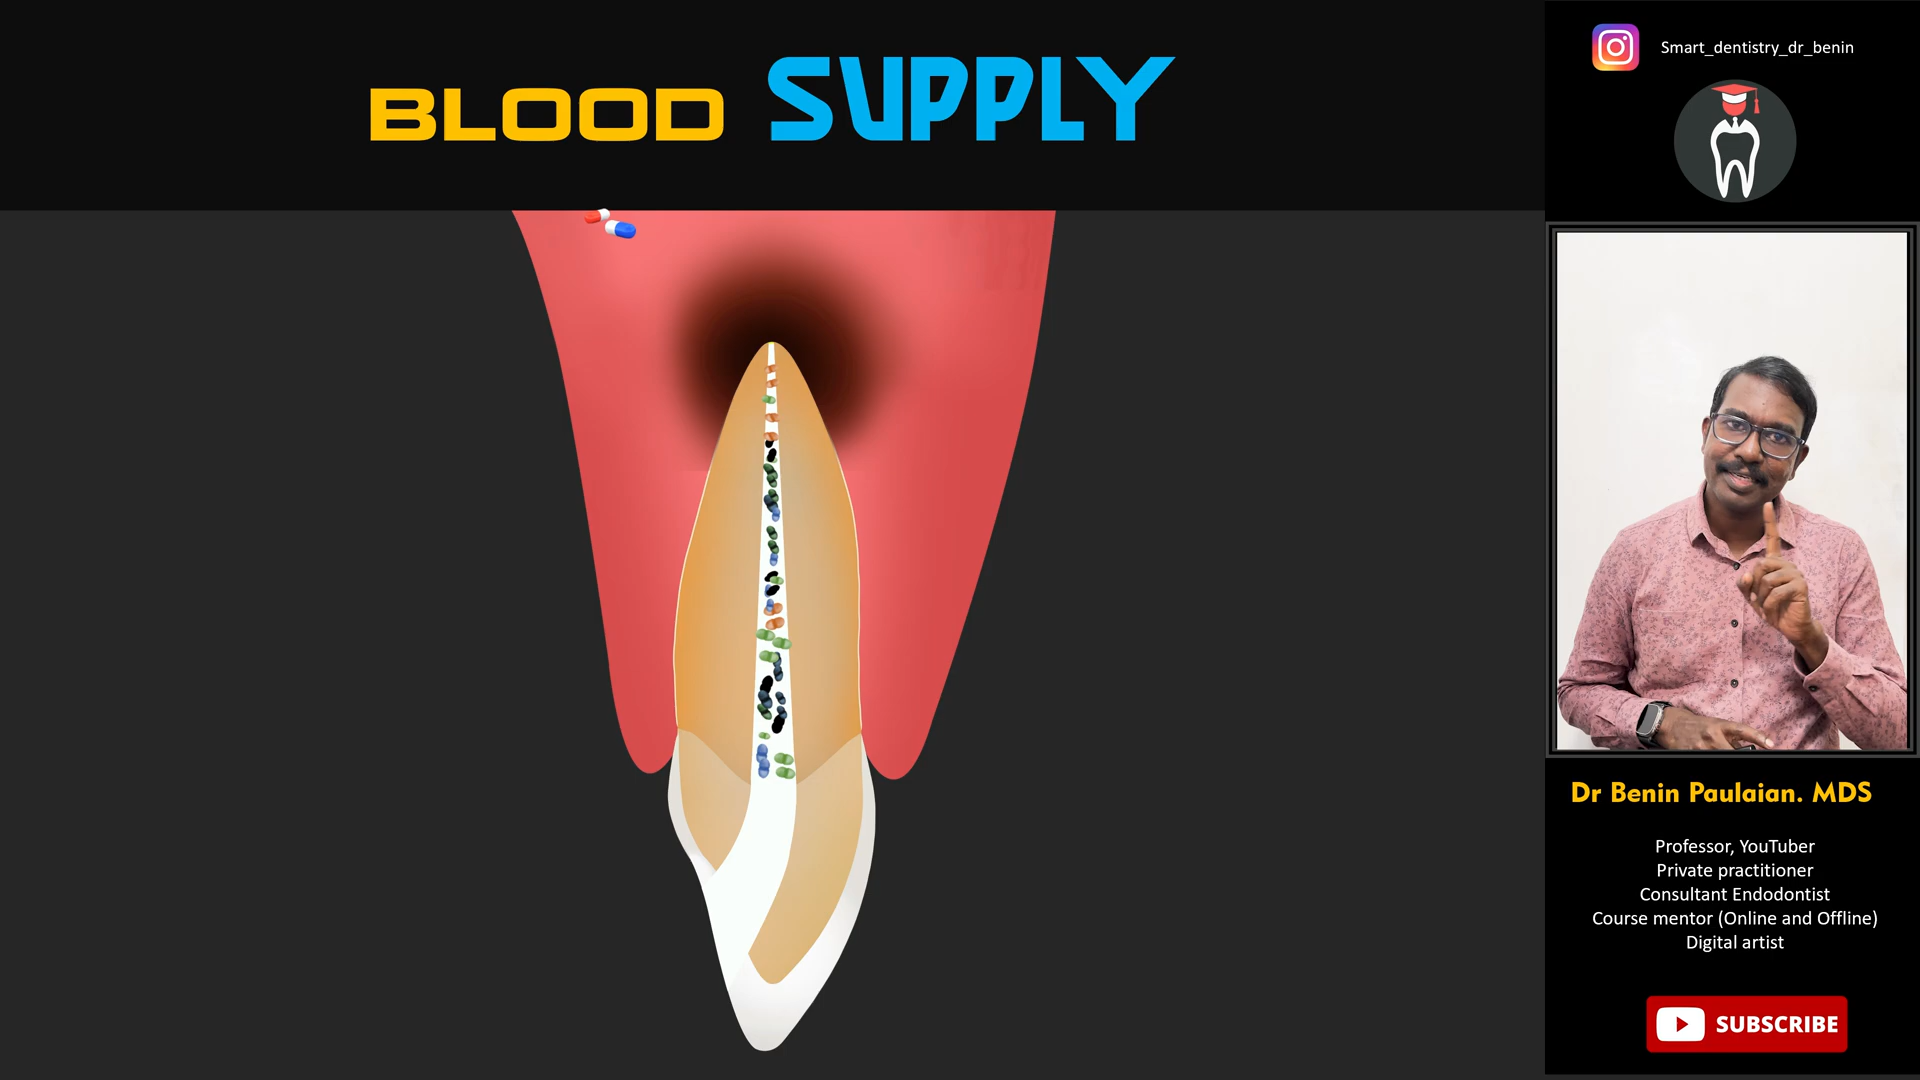 BLOOD SUPPLY
Smart_dentistry_dr_benin
Dr Benin Paulaian. MDS
Professor, YouTuber
Private practitioner
Consultant Endodontist
Course mentor (Online and Offline)
Digital artist
SUBSCRIBE